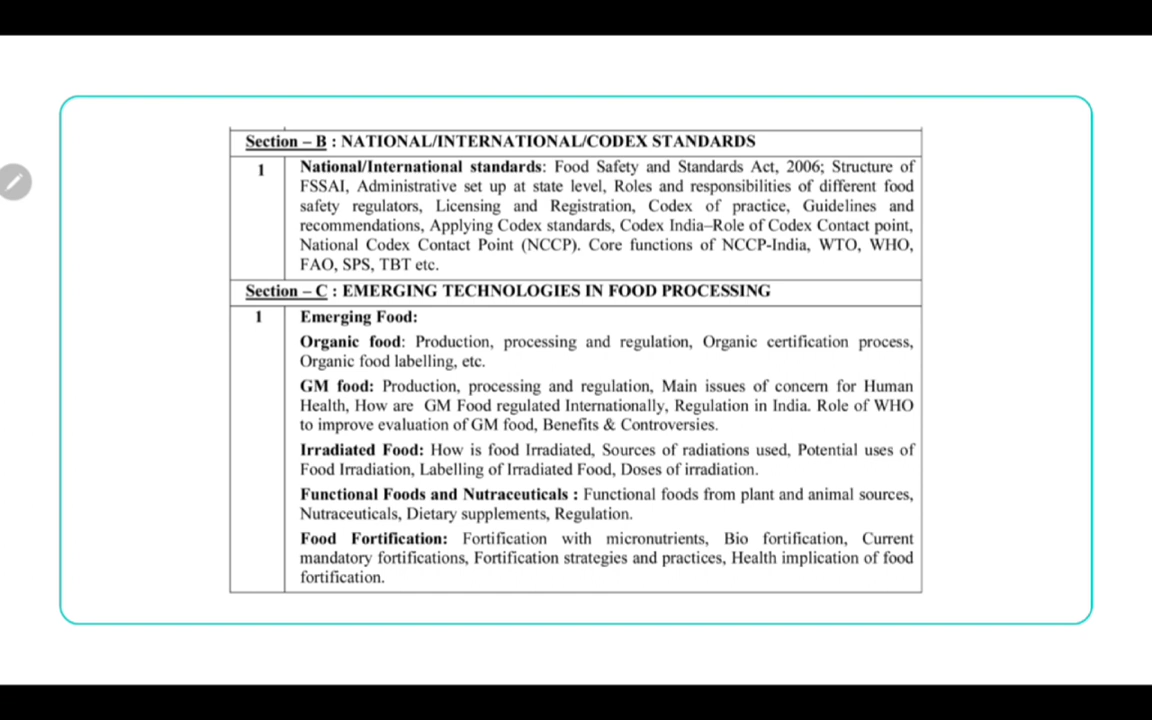 Section – B : NATIONAL/INTERNATIONAL/CODEX STANDARDS
1 National/International standards: Food Safety and Standards Act, 2006; Structure of
FSSAI, Administrative set up at state level, Roles and responsibilities of different food
safety regulators, Licensing and Registration, Codex of practice, Guidelines and
recommendations, Applying Codex standards, Codex India–Role of Codex Contact point,
National Codex Contact Point (NCCP). Core functions of NCCP-India, WTO, WHO,
FAO, SPS, TBT etc.
Section – C : EMERGING TECHNOLOGIES IN FOOD PROCESSING
1 Emerging Food:
Organic food: Production, processing and regulation, Organic certification process,
Organic food labelling, etc.
GM food: Production, processing and regulation, Main issues of concern for Human
Health, How are GM Food regulated Internationally, Regulation in India. Role of WHO
to improve evaluation of GM food, Benefits & Controversies.
Irradiated Food: How is food Irradiated, Sources of radiations used, Potential uses of
Food Irradiation, Labelling of Irradiated Food, Doses of irradiation.
Functional Foods and Nutraceuticals : Functional foods from plant and animal sources,
Nutraceuticals, Dietary supplements, Regulation.
Food Fortification: Fortification with micronutrients, Bio fortification, Current
mandatory fortifications, Fortification strategies and practices, Health implication of food
fortification.